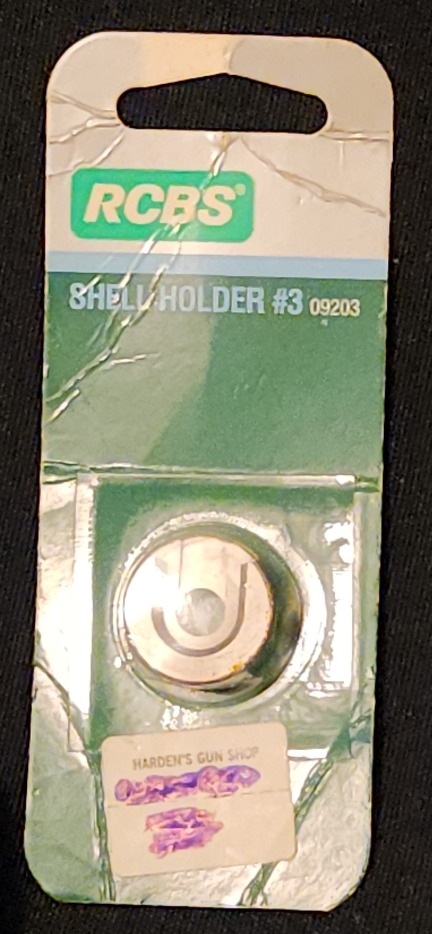 RCBS®
SHELL HOLDER #3 09203
HARDEN'S GUN SHOP